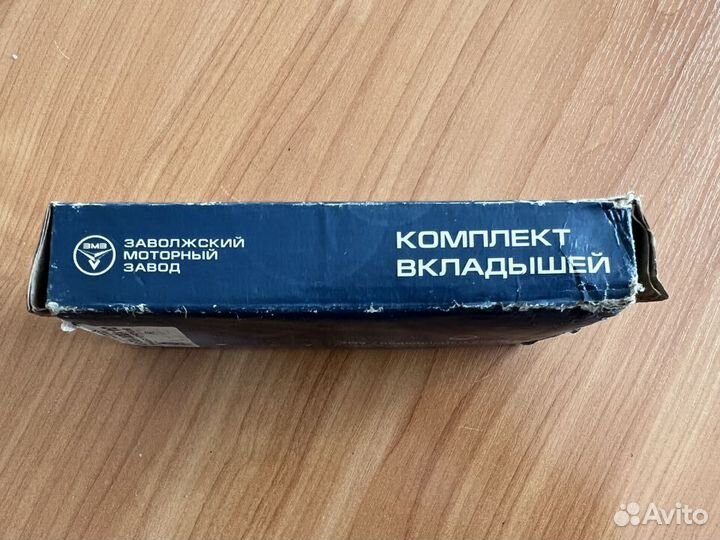 ЗМЗ
ЗАВОЛЖСКИЙ
МОТОРНЫЙ
ЗАВОД
КОМПЛЕКТ
ВКЛАДЫШЕЙ
Avito